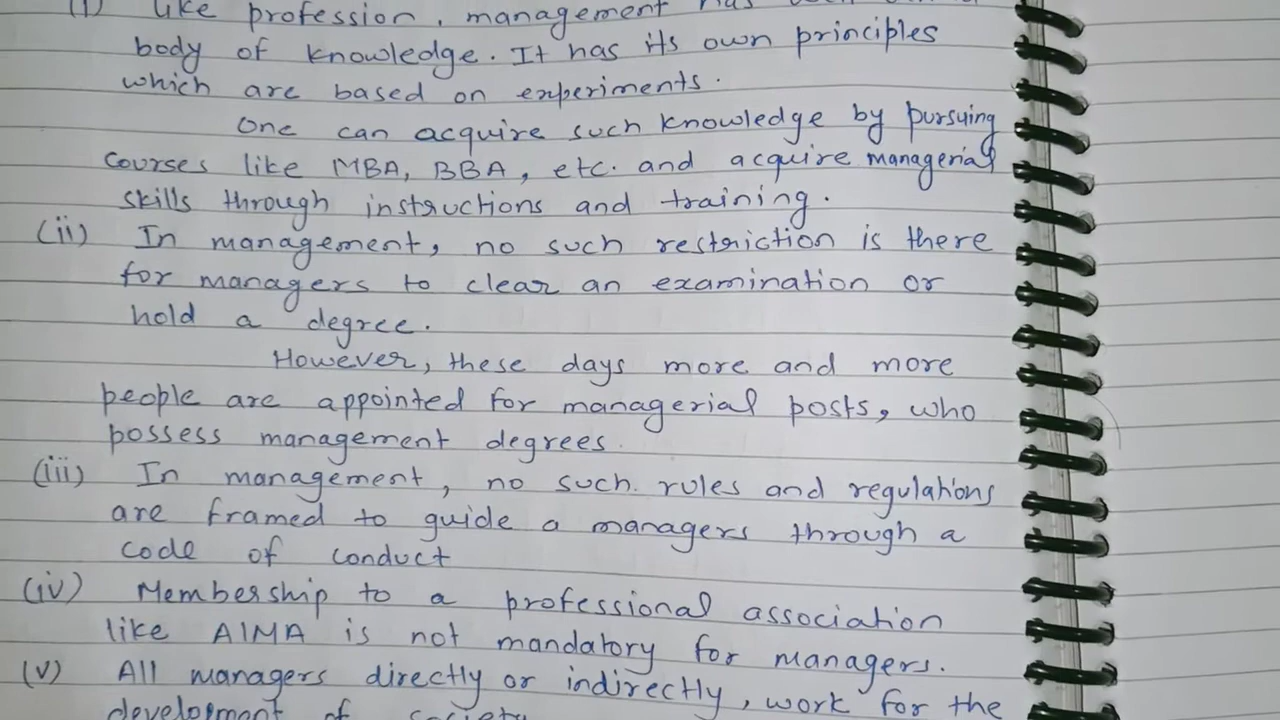 (i) Like profession, management has
body of knowledge. It has its own principles
which are based on experiments.
One can acquire such knowledge by pursuing
courses like MBA, BBA, etc. and acquire managerial
skills through instructions and training.
(ii) In management, no such restriction is there
for managers to clear an examination or
hold a degree.
However, these days more and more
people are appointed for managerial posts, who
possess management degrees.
(iii) In management, no such rules and regulations
are framed to guide a managers through a
code of conduct
(iv) Membership to a professional association
like AIMA is not mandatory for managers.
(v) All managers directly or indirectly, work for the
development of society